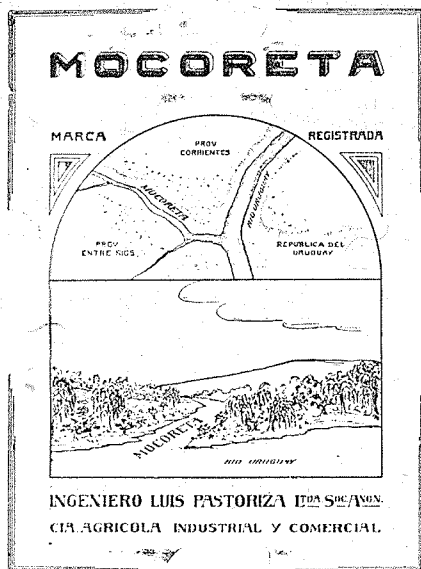 MOCORETA
MARCA REGISTRADA
PROV
CORRIENTES
MOCORETA
RIO URUGUAY
PROV
ENTRE RIOS
REPUBLICA DEL
URUGUAY
MOCORETA
RIO URUGUAY
INGENIERO LUIS PASTORIZA LTDA SOC. ANON.
CIA. AGRICOLA INDUSTRIAL Y COMERCIAL